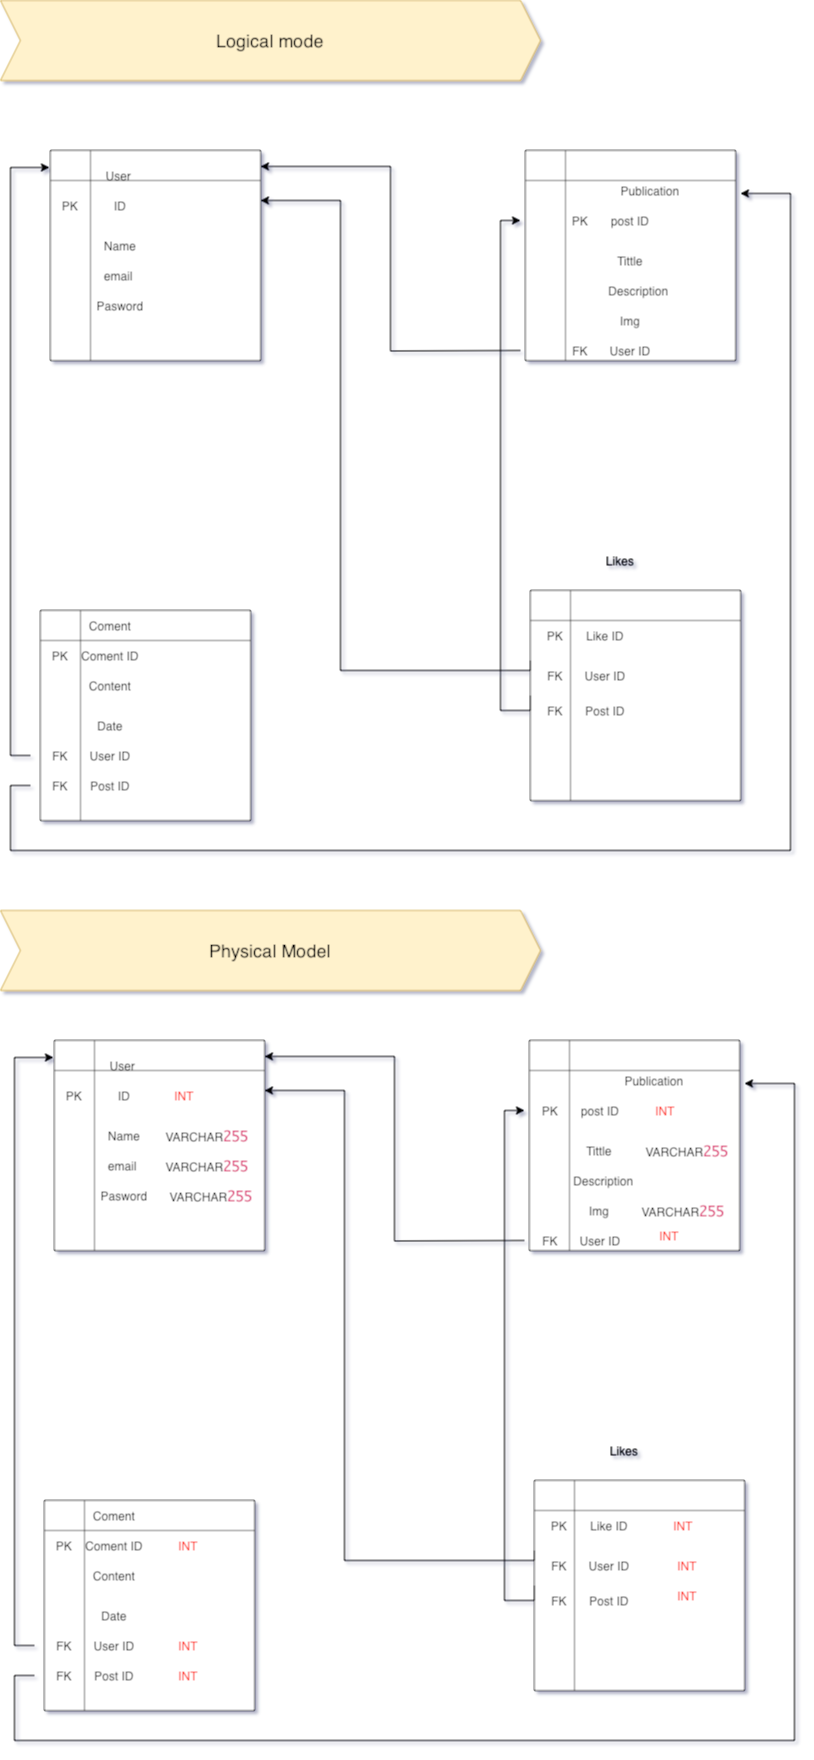 Logical mode
User
PK ID
Name
email
Pasword
Publication
PK post ID
Tittle
Description
Img
FK User ID
Likes
PK Like ID
FK User ID
FK Post ID
Coment
PK Coment ID
Content
Date
FK User ID
FK Post ID
Physical Model
User
PK ID INT
Name VARCHAR255
email VARCHAR255
Pasword VARCHAR255
Publication
PK post ID INT
Tittle VARCHAR255
Description
Img VARCHAR255
FK User ID INT
Likes
PK Like ID INT
FK User ID INT
FK Post ID INT
Coment
PK Coment ID INT
Content
Date
FK User ID INT
FK Post ID INT